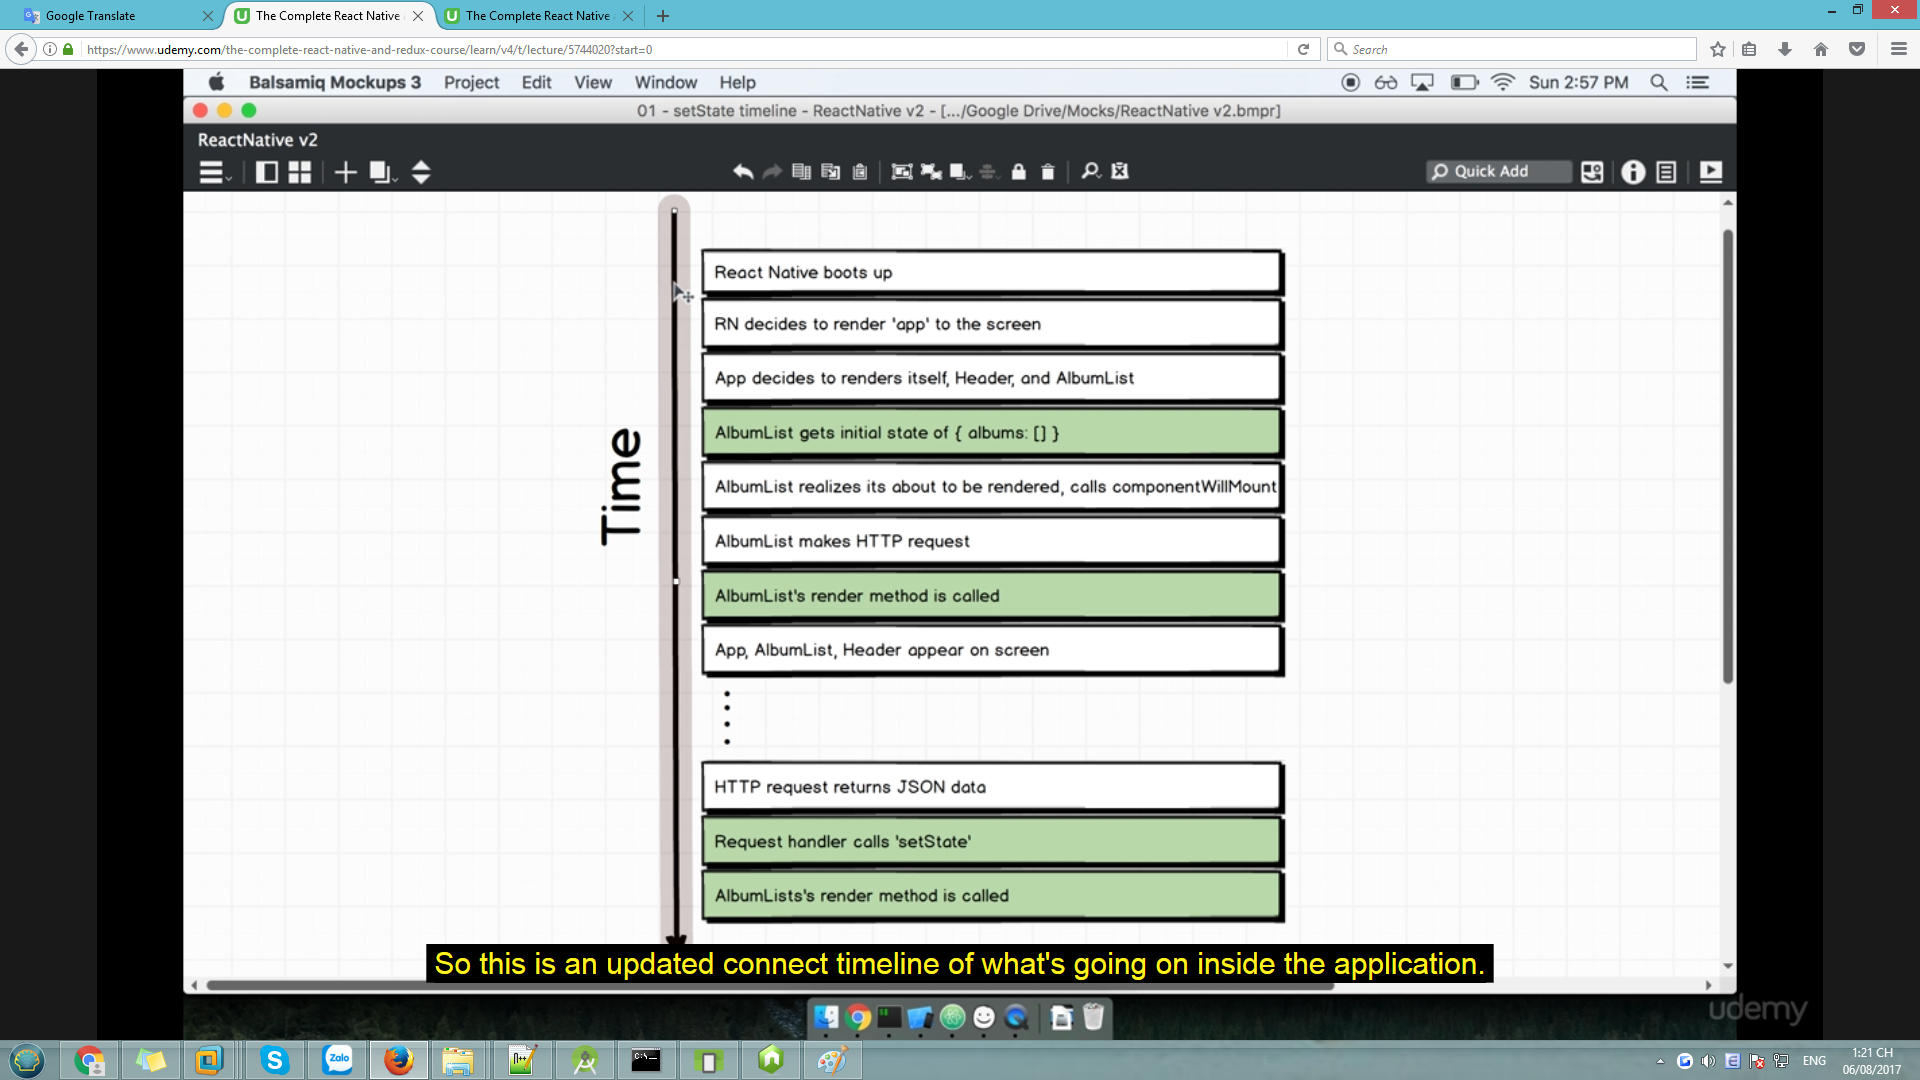 Google Translate
The Complete React Native
The Complete React Native
https://www.udemy.com/the-complete-react-native-and-redux-course/learn/v4/t/lecture/5744020?start=0
Search
Balsamiq Mockups 3 Project Edit View Window Help
Sun 2:57 PM
01 - setState timeline - ReactNative v2 - [.../Google Drive/Mocks/ReactNative v2.bmpr]
ReactNative v2
Quick Add
Time
React Native boots up
RN decides to render 'app' to the screen
App decides to renders itself, Header, and AlbumList
AlbumList gets initial state of { albums: [] }
AlbumList realizes its about to be rendered, calls componentWillMount
AlbumList makes HTTP request
AlbumList's render method is called
App, AlbumList, Header appear on screen
HTTP request returns JSON data
Request handler calls 'setState'
AlbumLists's render method is called
So this is an updated connect timeline of what's going on inside the application.
udemy
Zalo
ENG
1:21 CH
06/08/2017